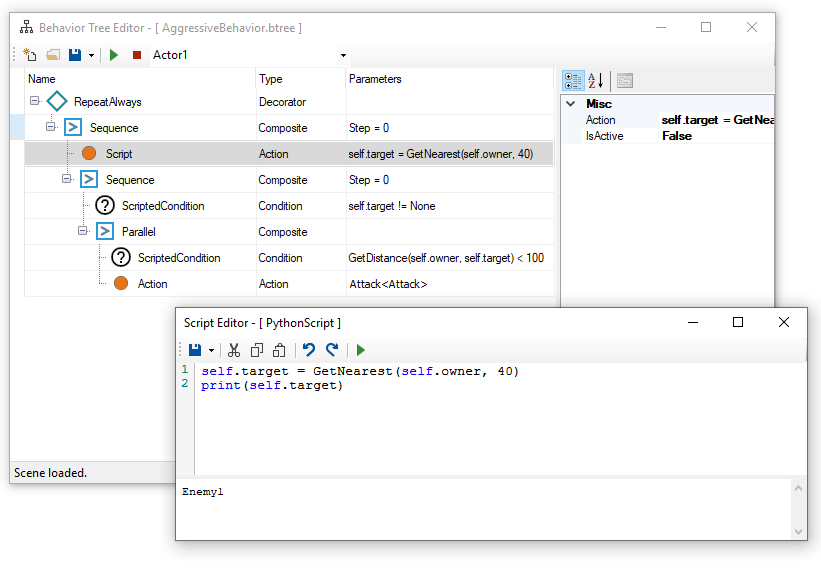 Behavior Tree Editor - [ AggressiveBehavior.btree ]
Actor1
Name Type Parameters
RepeatAlways Decorator
Sequence Composite Step = 0
Script Action self.target = GetNearest(self.owner, 40)
Sequence Composite Step = 0
ScriptedCondition Condition self.target != None
Parallel Composite
ScriptedCondition Condition GetDistance(self.owner, self.target) < 100
Action Action Attack<Attack>
A
Z
Misc
Action self.target = GetNea
IsActive False
Script Editor - [ PythonScript ]
1 self.target = GetNearest(self.owner, 40)
2 print(self.target)
Enemy1
Scene loaded.